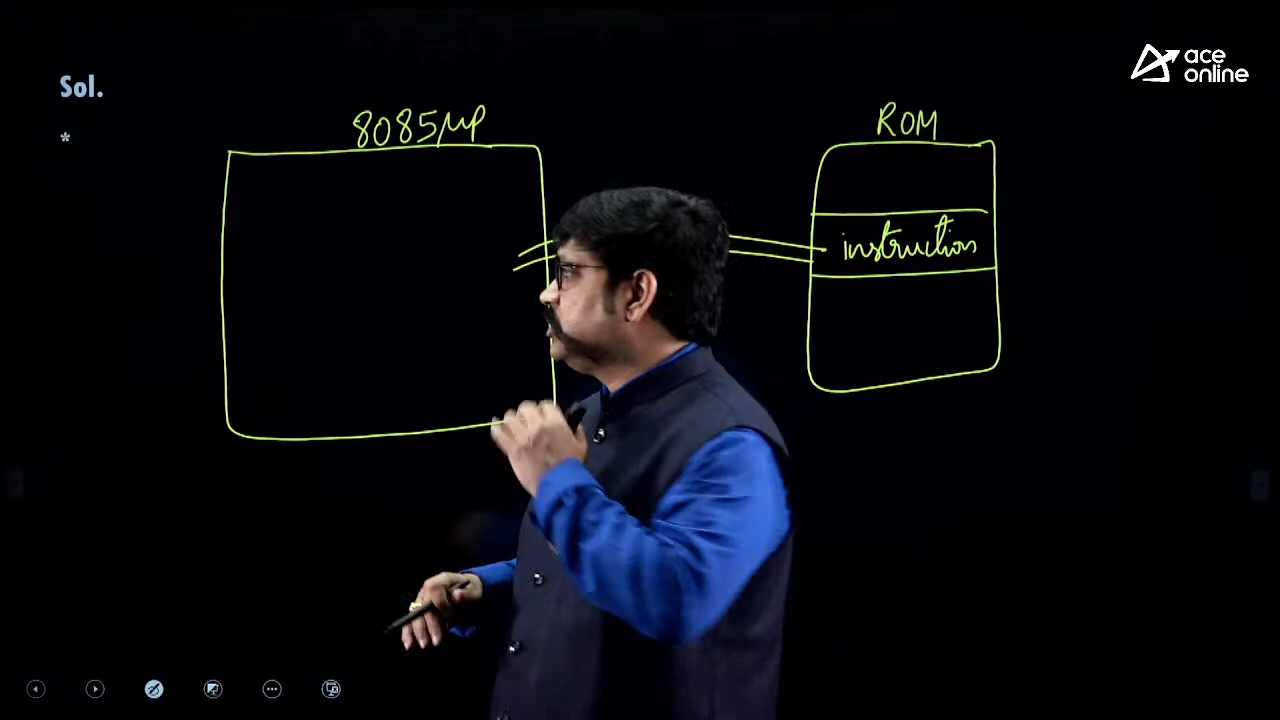 ace
online
Sol.
*
8085μP
ROM
instruction